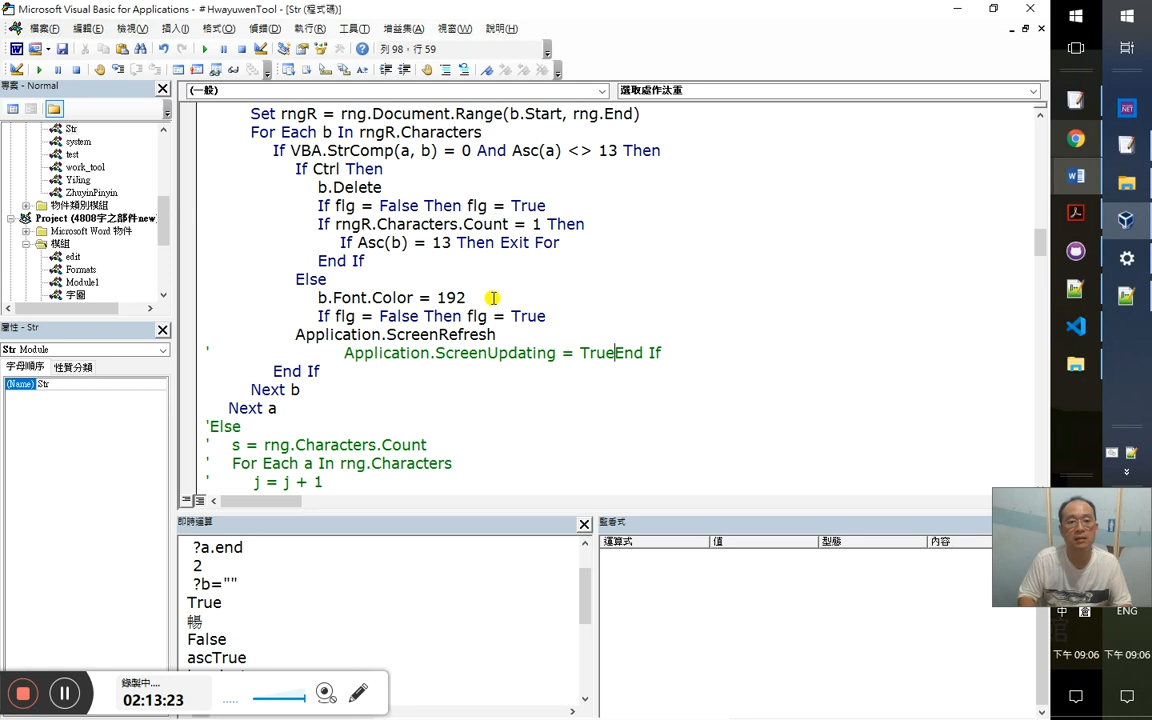 Microsoft Visual Basic for Applications - #HwayuwenTool - [Str (程式碼)]
檔案(F) 編輯(E) 檢視(V) 插入(I) 格式(O) 偵錯(D) 執行(R) 工具(T) 增益集(A) 視窗(W) 說明(H)
列 98，行 59
專案 - Normal
(一般)
選取處作汰重
Str
system
test
work_tool
YiJing
ZhuyinPinyin
物件類別模組
Project (4808字之部件new
Microsoft Word 物件
模組
edit
Formats
Module1
字圖
屬性 - Str
Str Module
字母順序 性質分類
(Name) Str
Set rngR = rng.Document.Range(b.Start, rng.End)
For Each b In rngR.Characters
If VBA.StrComp(a, b) = 0 And Asc(a) <> 13 Then
If Ctrl Then
b.Delete
If flg = False Then flg = True
If rngR.Characters.Count = 1 Then
If Asc(b) = 13 Then Exit For
End If
Else
b.Font.Color = 192
If flg = False Then flg = True
Application.ScreenRefresh
' Application.ScreenUpdating = TrueEnd If
End If
Next b
Next a
'Else
' s = rng.Characters.Count
' For Each a In rng.Characters
' j = j + 1
即時運算
?a.end
2
?b=""
True
暢
False
ascTrue
監看式
運算式 值 型態 內容
錄製中....
02:13:23
中 倉 ENG
下午 09:06 下午 09:06